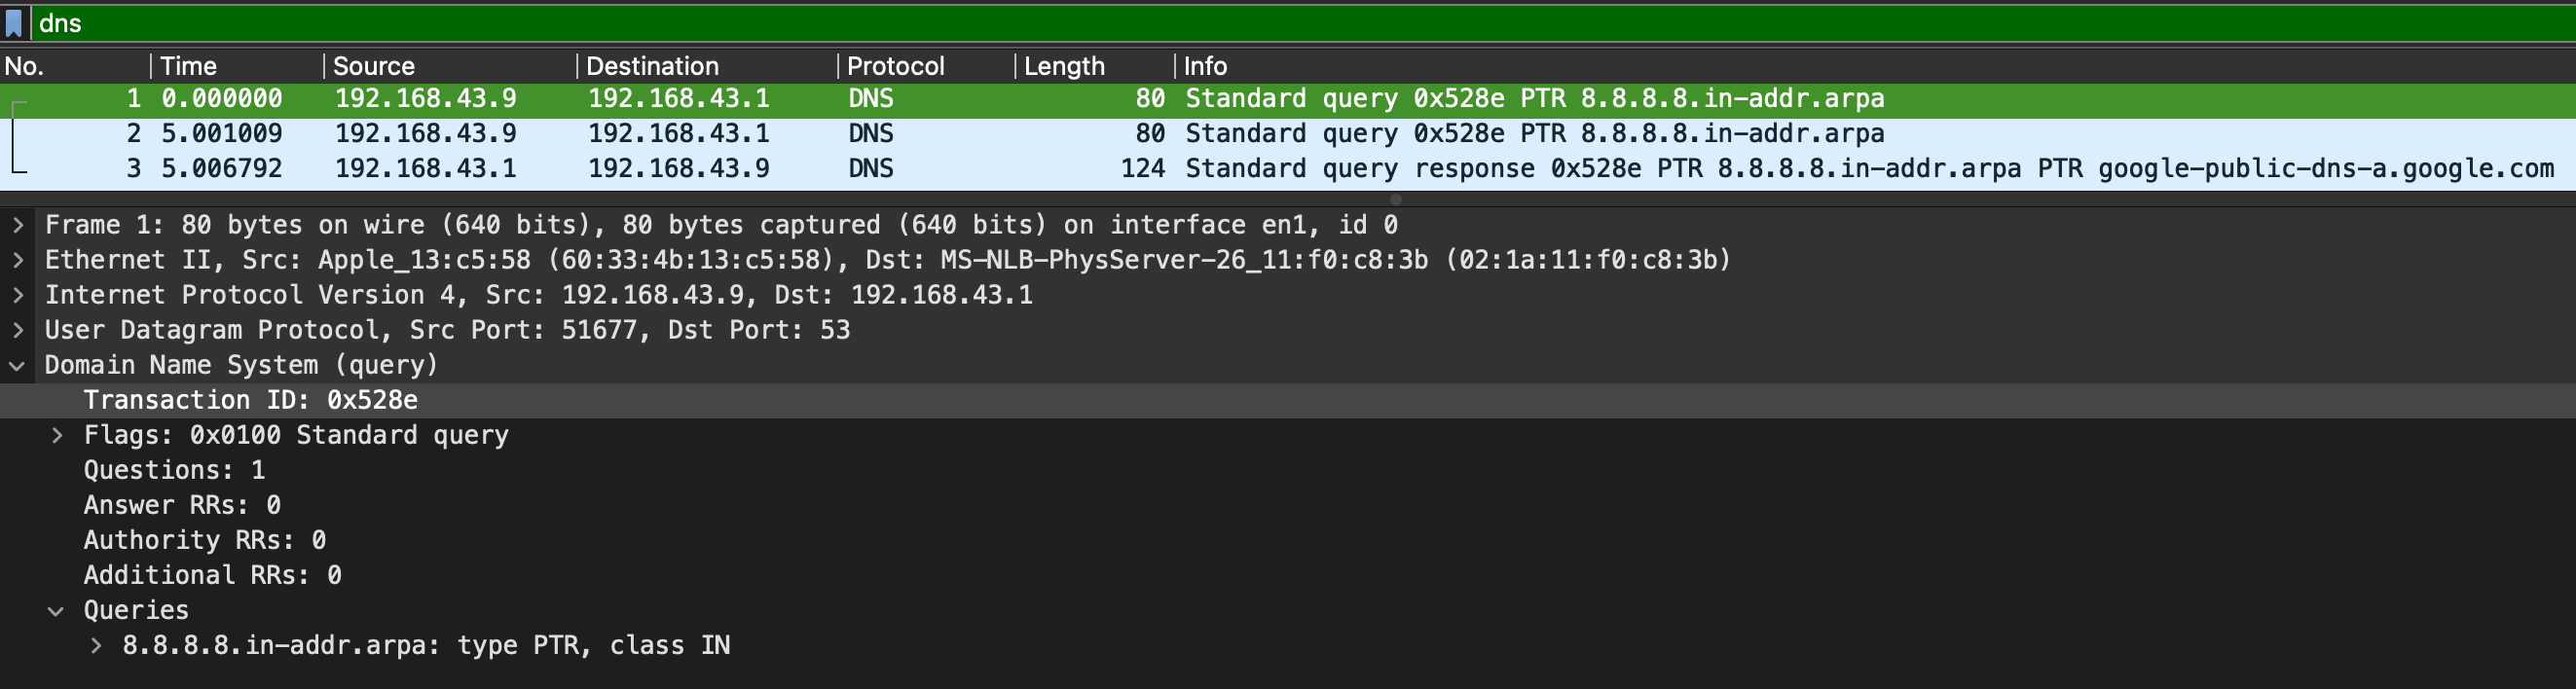 dns
No. Time Source Destination Protocol Length Info
1 0.000000 192.168.43.9 192.168.43.1 DNS 80 Standard query 0x528e PTR 8.8.8.8.in-addr.arpa
2 5.001009 192.168.43.9 192.168.43.1 DNS 80 Standard query 0x528e PTR 8.8.8.8.in-addr.arpa
3 5.006792 192.168.43.1 192.168.43.9 DNS 124 Standard query response 0x528e PTR 8.8.8.8.in-addr.arpa PTR google-public-dns-a.google.com
Frame 1: 80 bytes on wire (640 bits), 80 bytes captured (640 bits) on interface en1, id 0
Ethernet II, Src: Apple_13:c5:58 (60:33:4b:13:c5:58), Dst: MS-NLB-PhysServer-26_11:f0:c8:3b (02:1a:11:f0:c8:3b)
Internet Protocol Version 4, Src: 192.168.43.9, Dst: 192.168.43.1
User Datagram Protocol, Src Port: 51677, Dst Port: 53
Domain Name System (query)
Transaction ID: 0x528e
Flags: 0x0100 Standard query
Questions: 1
Answer RRs: 0
Authority RRs: 0
Additional RRs: 0
Queries
8.8.8.8.in-addr.arpa: type PTR, class IN